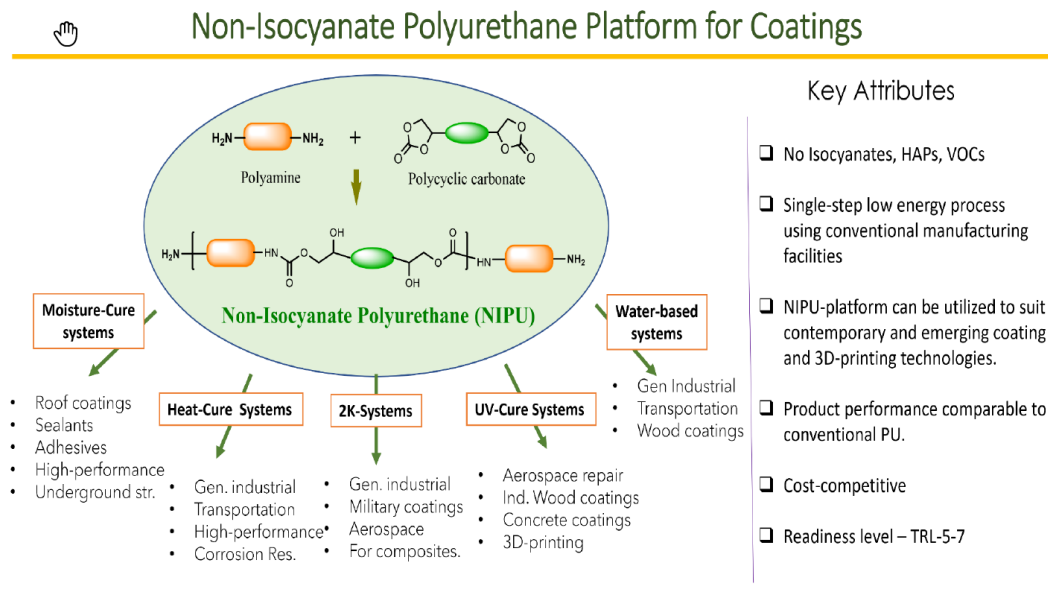 Non-Isocyanate Polyurethane Platform for Coatings
H₂N
NH₂
+
Polyamine
O
O
O
O
O
O
Polycyclic carbonate
H₂N
HN
O
O
OH
OH
O
O
HN
NH₂
Non-Isocyanate Polyurethane (NIPU)
Moisture-Cure
systems
• Roof coatings
• Sealants
• Adhesives
• High-performance
• Underground str.
Heat-Cure Systems
• Gen. industrial
• Transportation
• High-performance
• Corrosion Res.
2K-Systems
• Gen. industrial
• Military coatings
• Aerospace
• For composites.
UV-Cure Systems
• Aerospace repair
• Ind. Wood coatings
• Concrete coatings
• 3D-printing
Water-based
systems
• Gen Industrial
• Transportation
• Wood coatings
Key Attributes
❑ No Isocyanates, HAPs, VOCs
❑ Single-step low energy process
using conventional manufacturing
facilities
❑ NIPU-platform can be utilized to suit
contemporary and emerging coating
and 3D-printing technologies.
❑ Product performance comparable to
conventional PU.
❑ Cost-competitive
❑ Readiness level – TRL-5-7